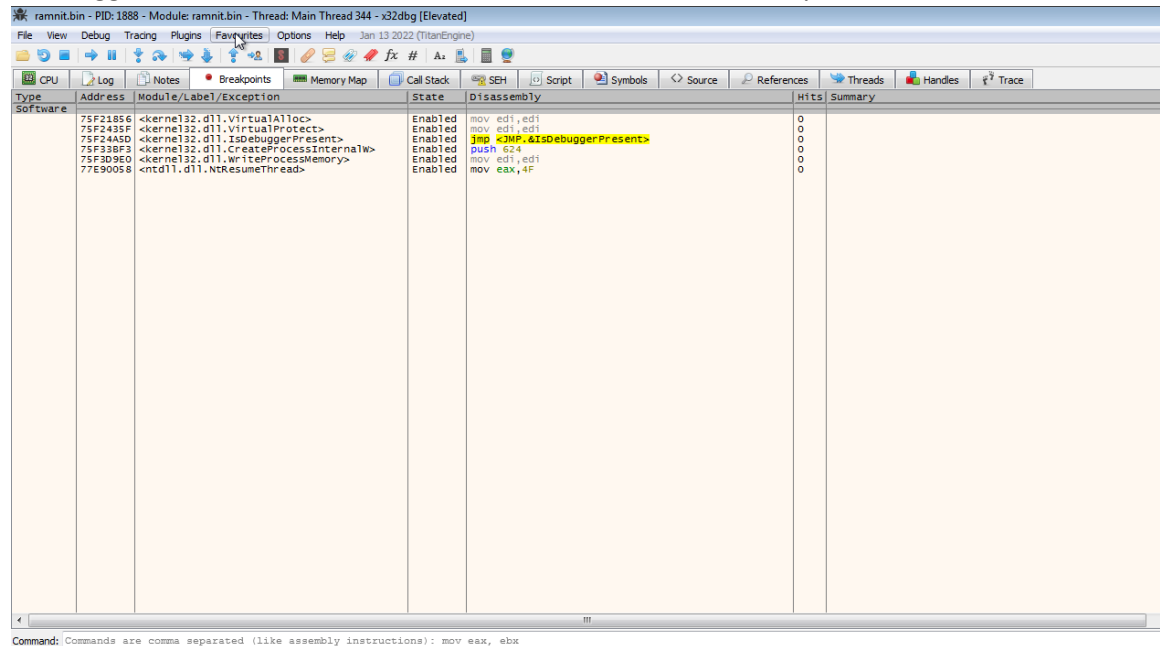 ramnit.bin - PID: 1888 - Module: ramnit.bin - Thread: Main Thread 344 - x32dbg [Elevated]
File View Debug Tracing Plugins Favourites Options Help Jan 13 2022 (TitanEngine)
CPU Log Notes Breakpoints Memory Map Call Stack SEH Script Symbols Source References Threads Handles Trace
Type Address Module/Label/Exception State Disassembly Hits Summary
Software
75F21856 <kernel32.dll.VirtualAlloc> Enabled mov edi,edi 0
75F2435F <kernel32.dll.VirtualProtect> Enabled mov edi,edi 0
75F24A5D <kernel32.dll.IsDebuggerPresent> Enabled jmp <JMP.&IsDebuggerPresent> 0
75F33BF3 <kernel32.dll.CreateProcessInternalW> Enabled push 624 0
75F3D9E0 <kernel32.dll.WriteProcessMemory> Enabled mov edi,edi 0
77E90058 <ntdll.dll.NtResumeThread> Enabled mov eax,4F 0
Command: Commands are comma separated (like assembly instructions): mov eax, ebx